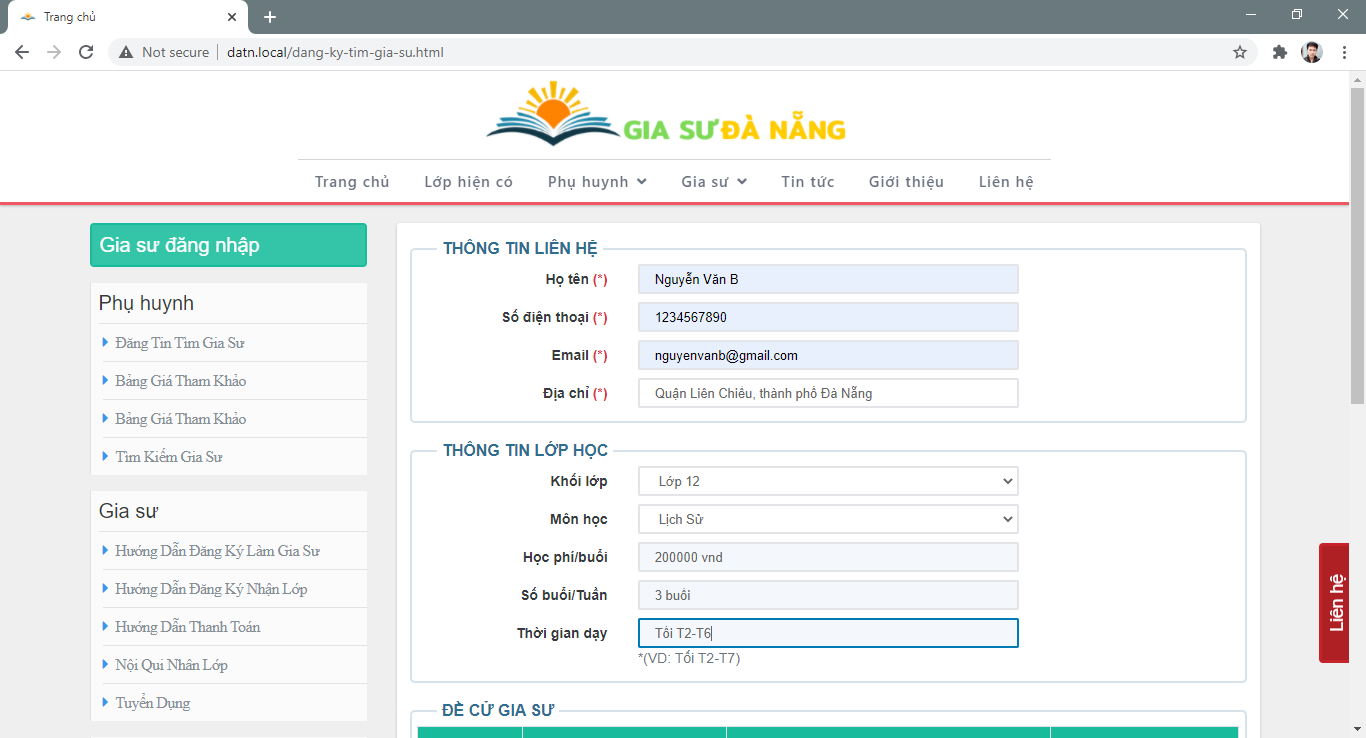 Trang chủ
Not secure
datn.local/dang-ky-tim-gia-su.html
GIA SƯ ĐÀ NẴNG
Trang chủ Lớp hiện có Phụ huynh Gia sư Tin tức Giới thiệu Liên hệ
Gia sư đăng nhập
Phụ huynh
Đăng Tin Tìm Gia Sư
Bảng Giá Tham Khảo
Bảng Giá Tham Khảo
Tìm Kiếm Gia Sư
Gia sư
Hướng Dẫn Đăng Ký Làm Gia Sư
Hướng Dẫn Đăng Ký Nhận Lớp
Hướng Dẫn Thanh Toán
Nội Qui Nhân Lớp
Tuyển Dụng
THÔNG TIN LIÊN HỆ
Họ tên (*) Nguyễn Văn B
Số điện thoại (*) 1234567890
Email (*) nguyenvanb@gmail.com
Địa chỉ (*) Quận Liên Chiểu, thành phố Đà Nẵng
THÔNG TIN LỚP HỌC
Khối lớp Lớp 12
Môn học Lịch Sử
Học phí/buổi 200000 vnd
Số buổi/Tuần 3 buổi
Thời gian dạy Tối T2-T6
*(VD: Tối T2-T7)
ĐỀ CỬ GIA SƯ
Liên hệ